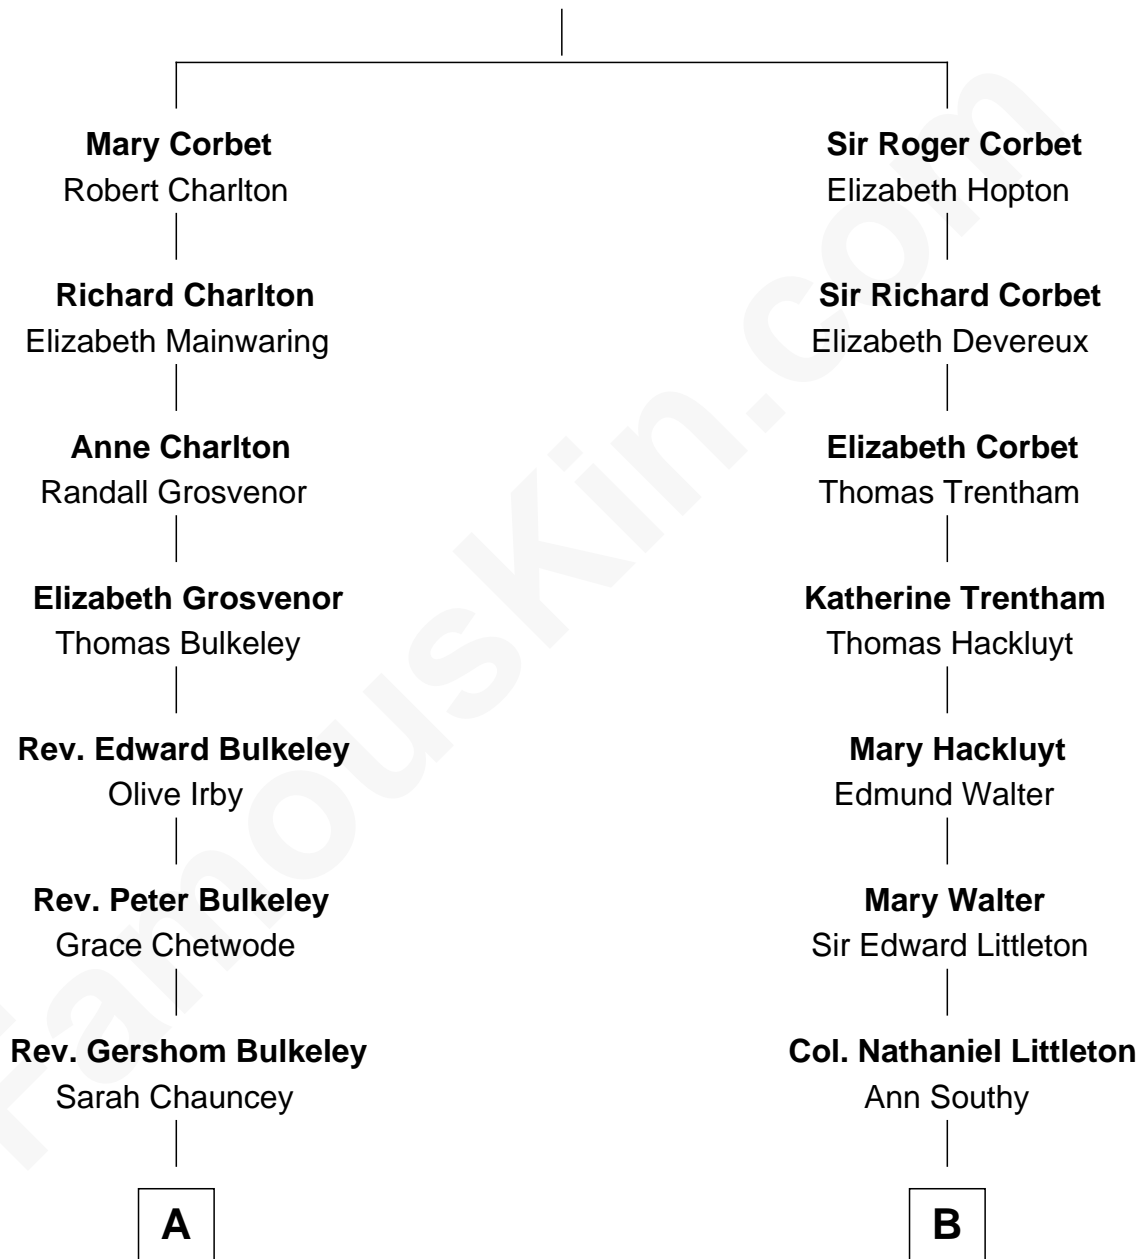 Mary Corbet
Robert Charlton
Richard Charlton
Elizabeth Mainwaring
Anne Charlton
Randall Grosvenor
Elizabeth Grosvenor
Thomas Bulkeley
Rev. Edward Bulkeley
Olive Irby
Rev. Peter Bulkeley
Grace Chetwode
Rev. Gershom Bulkeley
Sarah Chauncey
A
Sir Roger Corbet
Elizabeth Hopton
Sir Richard Corbet
Elizabeth Devereux
Elizabeth Corbet
Thomas Trentham
Katherine Trentham
Thomas Hackluyt
Mary Hackluyt
Edmund Walter
Mary Walter
Sir Edward Littleton
Col. Nathaniel Littleton
Ann Southy
B
FamousKin.com